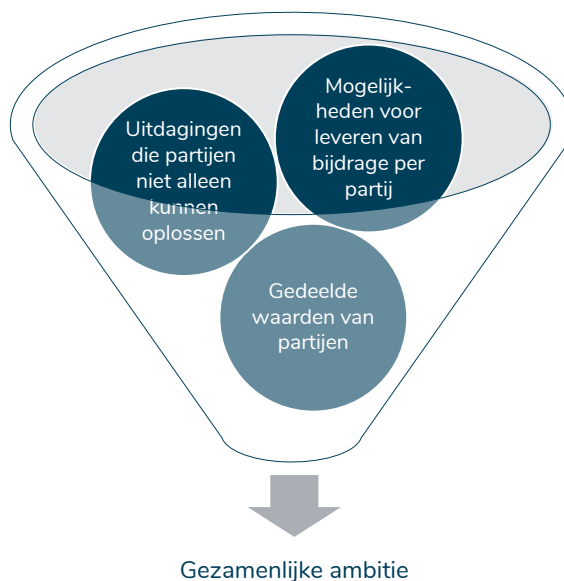 Uitdagingen
die partijen
niet alleen
kunnen
oplossen
Mogelijk-
heden voor
leveren van
bijdrage per
partij
Gedeelde
waarden van
partijen
Gezamenlijke ambitie